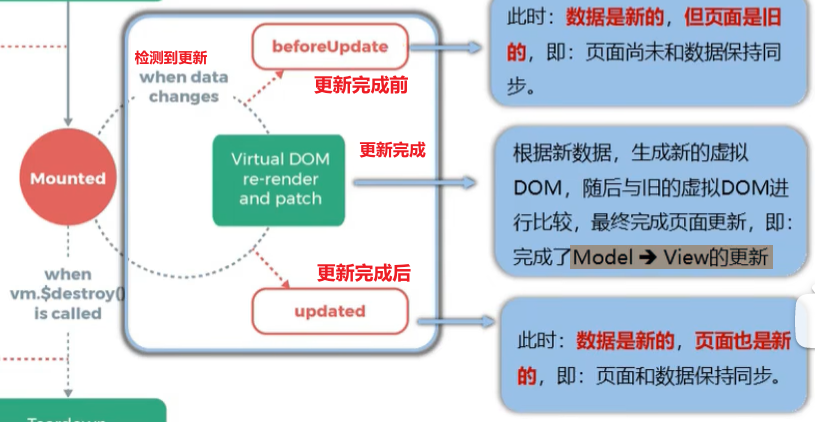 beforeUpdate
检测到更新
when data
changes
更新完成前
此时：数据是新的，但页面是旧
的，即：页面尚未和数据保持同
步。
Mounted
Virtual DOM
re-render
and patch
更新完成
根据新数据，生成新的虚拟
DOM，随后与旧的虚拟DOM进
行比较，最终完成页面更新，即：
完成了Model ➔ View的更新
when
vm.$destroy()
is called
更新完成后
updated
此时：数据是新的，页面也是新
的，即：页面和数据保持同步。